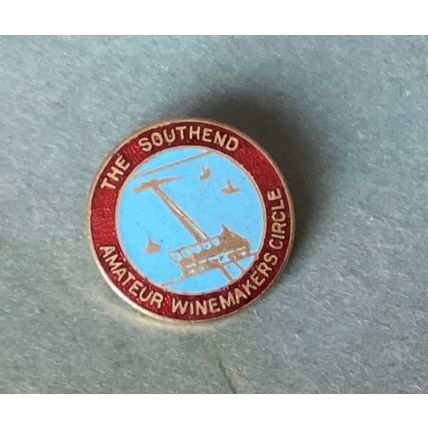 THE SOUTHEND
AMATEUR WINEMAKERS CIRCLE